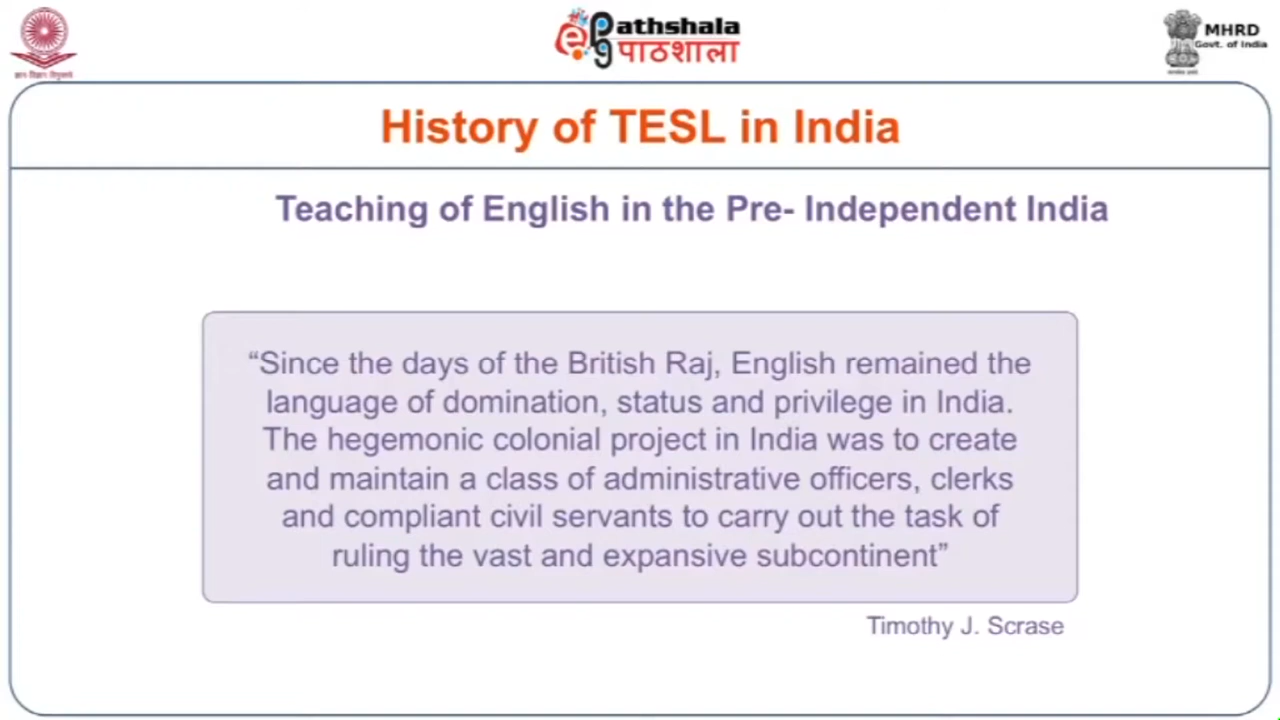 ePathshala
पाठशाला
MHRD
Govt. of India
History of TESL in India
Teaching of English in the Pre- Independent India
“Since the days of the British Raj, English remained the
language of domination, status and privilege in India.
The hegemonic colonial project in India was to create
and maintain a class of administrative officers, clerks
and compliant civil servants to carry out the task of
ruling the vast and expansive subcontinent”
Timothy J. Scrase